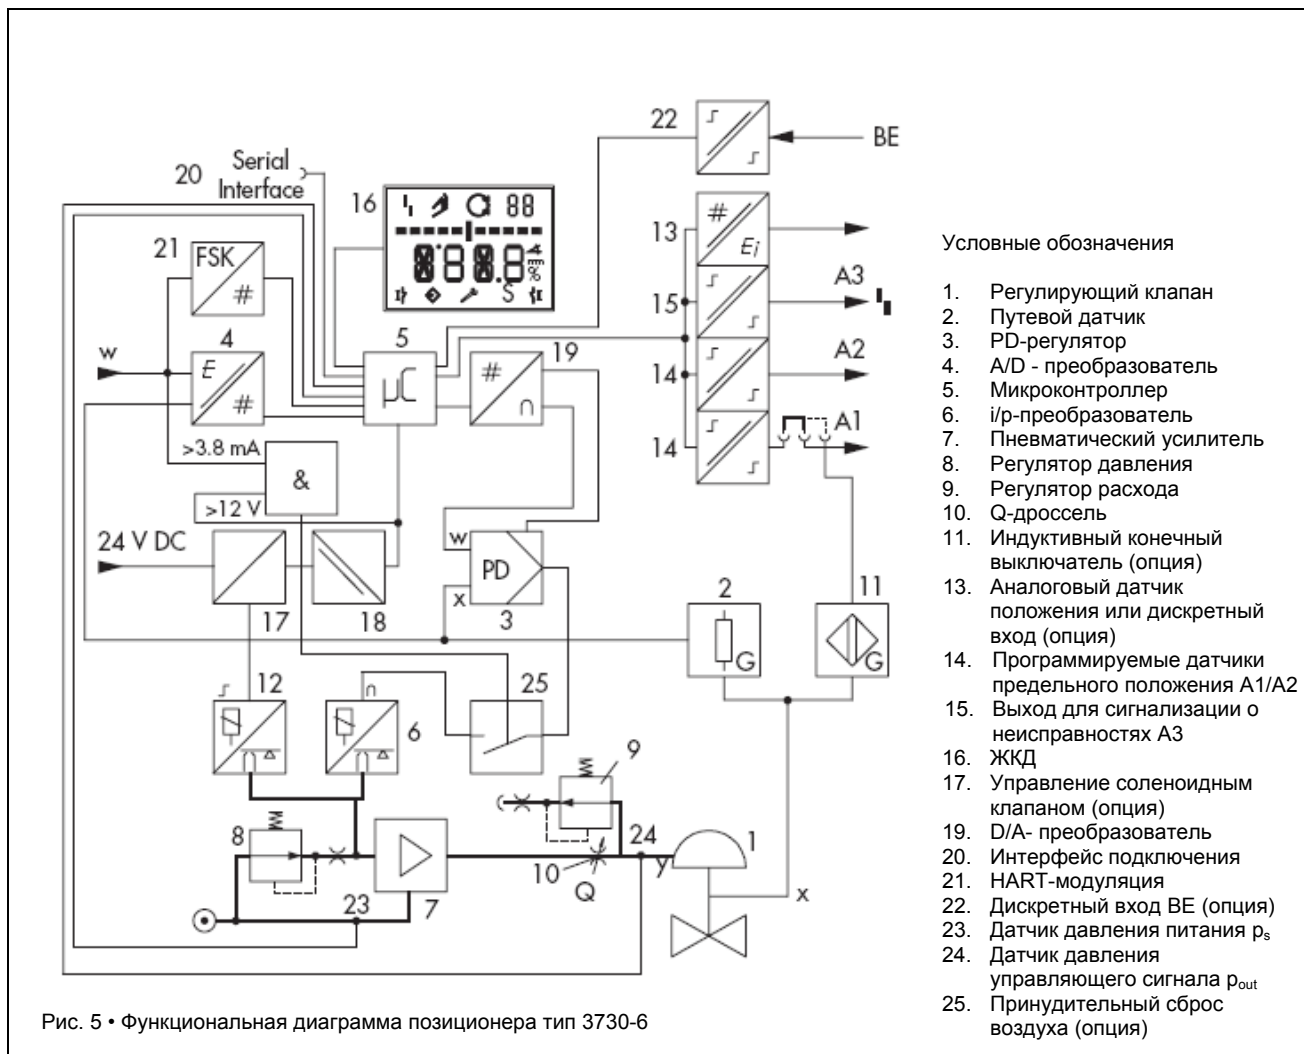 22
BE
Serial
Interface
20
16
88
8.8.8.8
mm
%
S
13
#
Ei
21
FSK
#
A3
15
w
4
E
#
5
µC
19
#
∩
A2
14
A1
14
>3.8 mA
&
>12 V
24 V DC
17
18
w
PD
x
3
2
G
11
G
12
∩
6
25
9
8
24
1
y
10
Q
x
23
7
Условные обозначения
1. Регулирующий клапан
2. Путевой датчик
3. PD-регулятор
4. A/D - преобразователь
5. Микроконтроллер
6. i/p-преобразователь
7. Пневматический усилитель
8. Регулятор давления
9. Регулятор расхода
10. Q-дроссель
11. Индуктивный конечный
выключатель (опция)
13. Аналоговый датчик
положения или дискретный
вход (опция)
14. Программируемые датчики
предельного положения A1/A2
15. Выход для сигнализации о
неисправностях A3
16. ЖКД
17. Управление соленоидным
клапаном (опция)
19. D/A- преобразователь
20. Интерфейс подключения
21. HART-модуляция
22. Дискретный вход BE (опция)
23. Датчик давления питания ps
24. Датчик давления
управляющего сигнала pout
25. Принудительный сброс
воздуха (опция)
Рис. 5 • Функциональная диаграмма позиционера тип 3730-6